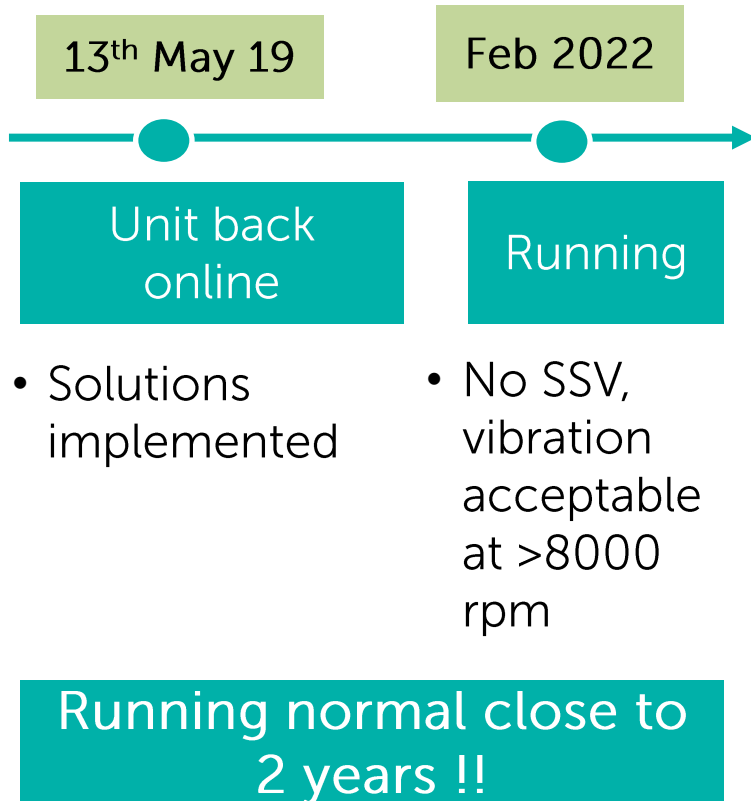 13th May 19
Feb 2022
Unit back
online
Running
• Solutions
implemented
• No SSV,
vibration
acceptable
at >8000
rpm
Running normal close to
2 years !!